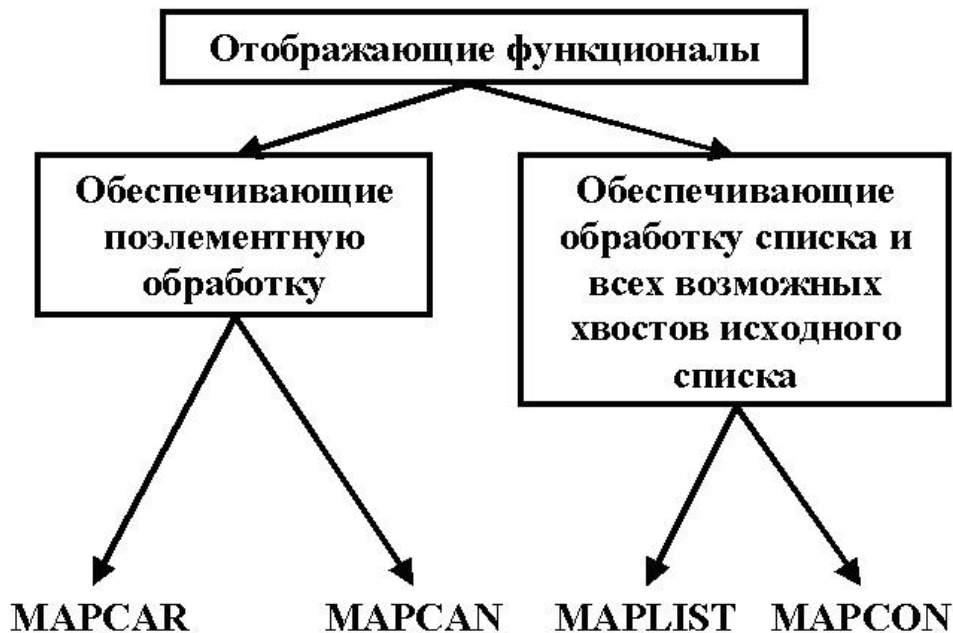 Отображающие функционалы
Обеспечивающие
поэлементную
обработку
Обеспечивающие
обработку списка и
всех возможных
хвостов исходного
списка
MAPCAR MAPCAN MAPLIST MAPCON